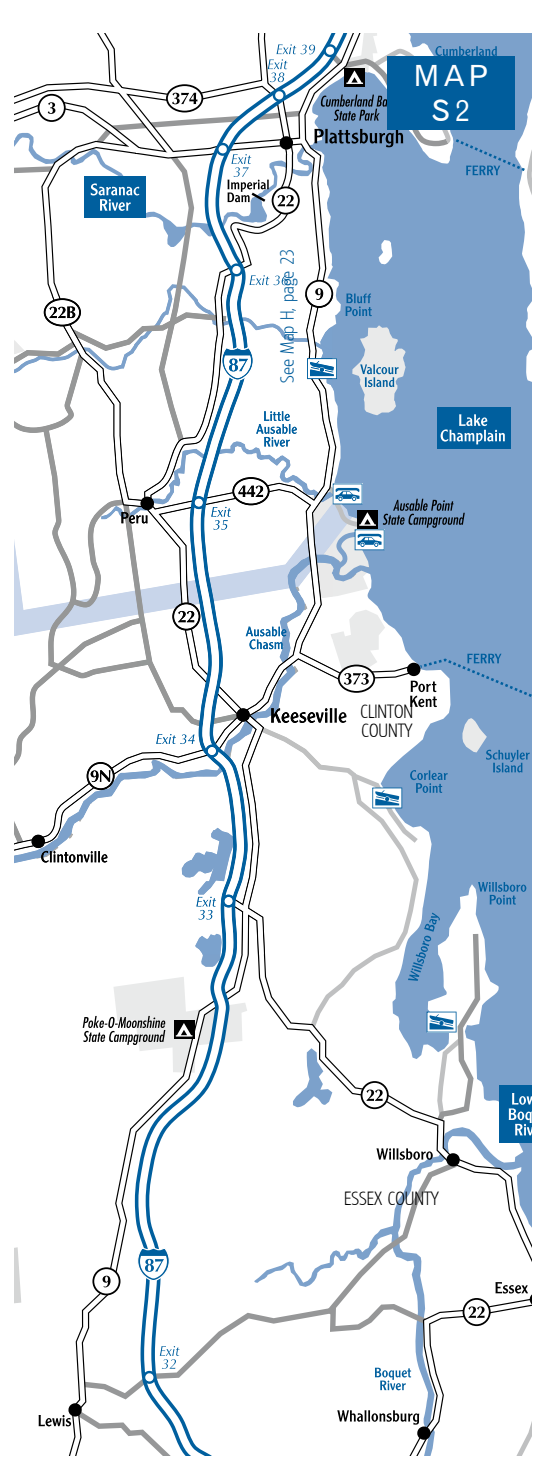 Exit 39
Cumberland
Exit
38
MAP
S2
374
3
Cumberland Ba
State Park
Plattsburgh
Exit
37
FERRY
Imperial
Dam
Saranac
River
22
See Map H, page 23
Exit 36
9
Bluff
Point
22B
87
Valcour
Island
Little
Ausable
River
Lake
Champlain
442
Ausable Point
State Campground
Peru
Exit
35
22
Ausable
Chasm
FERRY
373
Port
Kent
Keeseville
CLINTON
COUNTY
Exit 34
Schuyler
Island
9N
Corlear
Point
Clintonville
Willsboro
Point
Exit
33
Willsboro Bay
Poke-O-Moonshine
State Campground
22
Low
Boq
Riv
Willsboro
ESSEX COUNTY
87
9
Essex
22
Exit
32
Boquet
River
Lewis
Whallonsburg